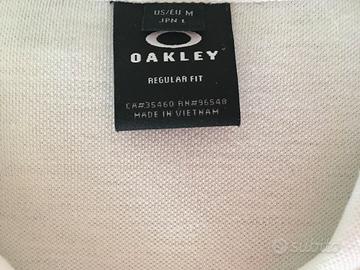 US/EU M
JPN L
OAKLEY
REGULAR FIT
CA#35460 RN#96548
MADE IN VIETNAM
subito